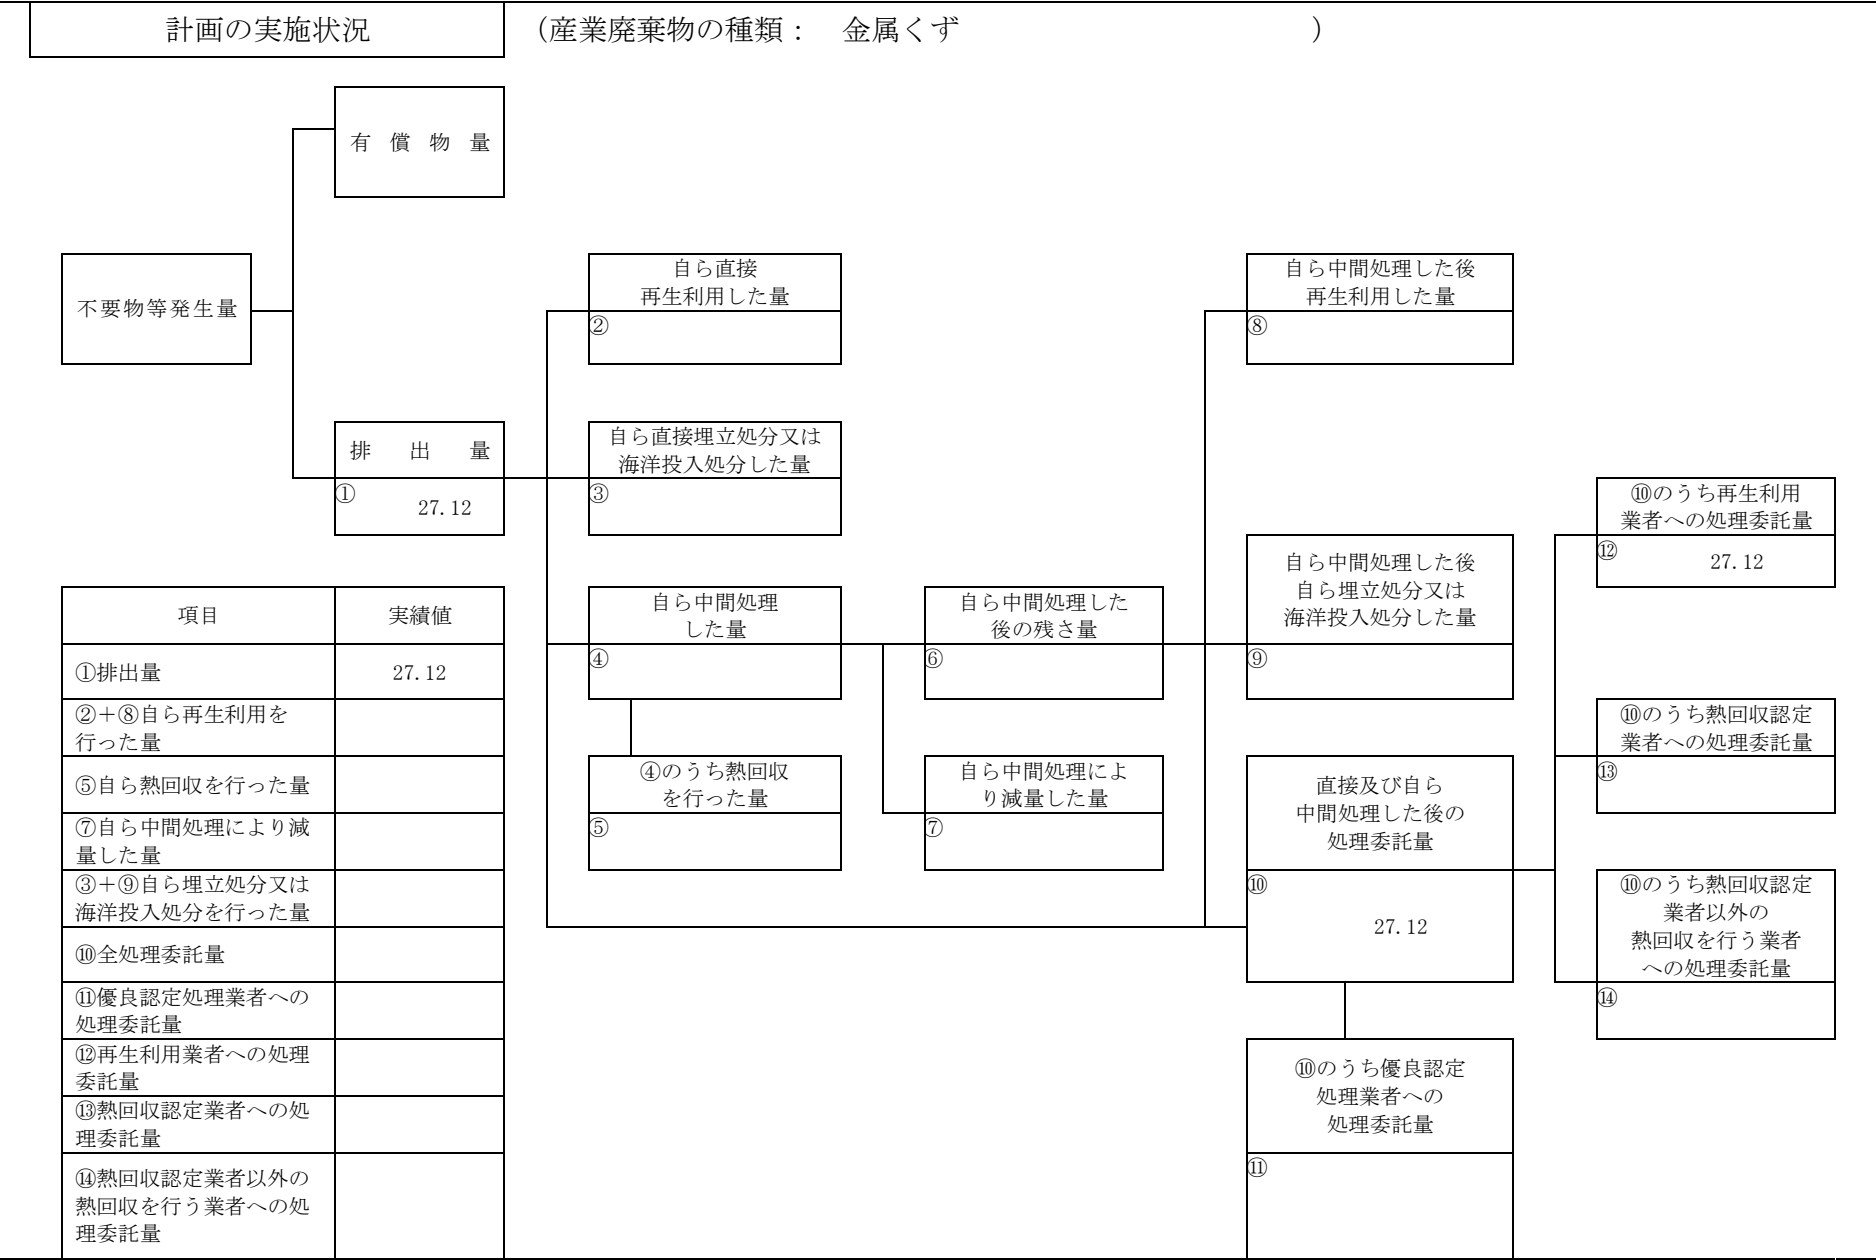 計画の実施状況
（産業廃棄物の種類： 金属くず ）
有償物量
不要物等発生量
自ら直接
再生利用した量
②
自ら中間処理した後
再生利用した量
⑧
排出量
①
27.12
自ら直接埋立処分又は
海洋投入処分した量
③
⑩のうち再生利用
業者への処理委託量
⑫
27.12
自ら中間処理した後
自ら埋立処分又は
海洋投入処分した量
⑨
自ら中間処理
した量
④
自ら中間処理した
後の残さ量
⑥
④のうち熱回収
を行った量
⑤
自ら中間処理によ
り減量した量
⑦
直接及び自ら
中間処理した後の
処理委託量
⑩
27.12
⑩のうち熱回収認定
業者への処理委託量
⑬
⑩のうち熱回収認定
業者以外の
熱回収を行う業者
への処理委託量
⑭
⑩のうち優良認定
処理業者への
処理委託量
⑪
項目 実績値
①排出量 27.12
②＋⑧自ら再生利用を
行った量
⑤自ら熱回収を行った量
⑦自ら中間処理により減
量した量
③＋⑨自ら埋立処分又は
海洋投入処分を行った量
⑩全処理委託量
⑪優良認定処理業者への
処理委託量
⑫再生利用業者への処理
委託量
⑬熱回収認定業者への処
理委託量
⑭熱回収認定業者以外の
熱回収を行う業者への処
理委託量